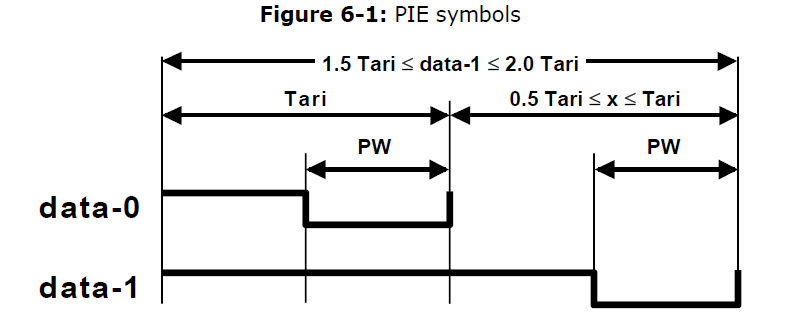 Figure 6-1: PIE symbols
1.5 Tari ≤ data-1 ≤ 2.0 Tari
Tari
0.5 Tari ≤ x ≤ Tari
PW
PW
data-0
data-1